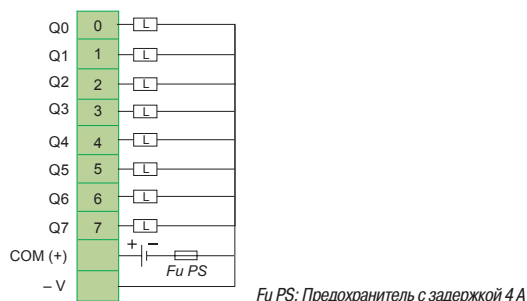 Q0 0 L
Q1 1 L
Q2 2 L
Q3 3 L
Q4 4 L
Q5 5 L
Q6 6 L
Q7 7 L
COM (+) + –
Fu PS
– V
Fu PS: Предохранитель с задержкой 4 A